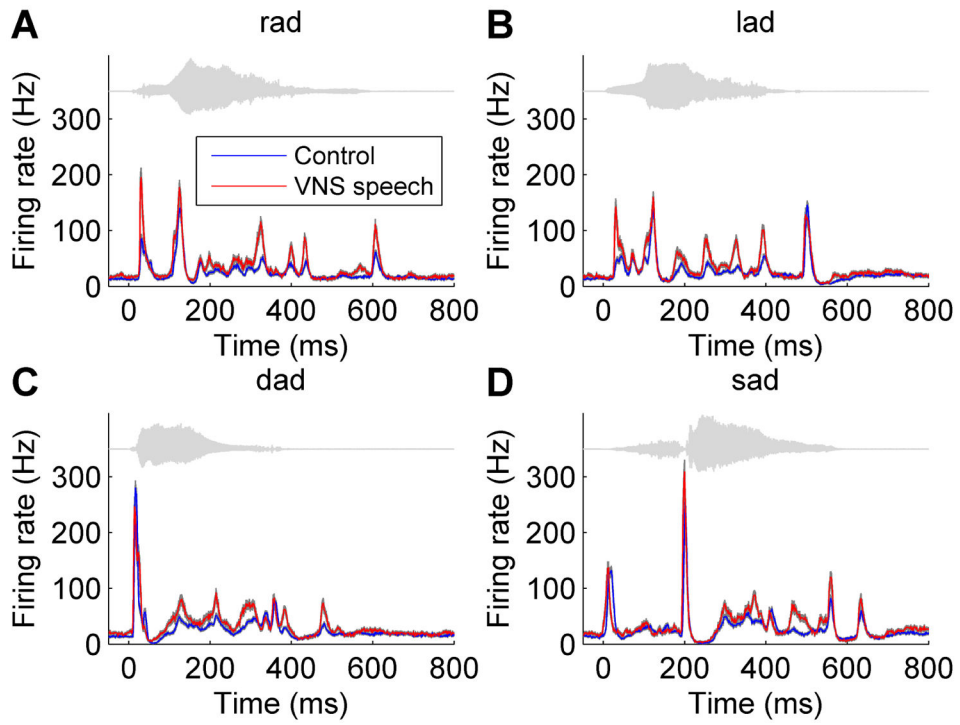 A
rad
Firing rate (Hz)
300
200
100
0
Control
VNS speech
0 200 400 600 800
Time (ms)
B
lad
Firing rate (Hz)
300
200
100
0
0 200 400 600 800
Time (ms)
C
dad
Firing rate (Hz)
300
200
100
0
0 200 400 600 800
Time (ms)
D
sad
Firing rate (Hz)
300
200
100
0
0 200 400 600 800
Time (ms)